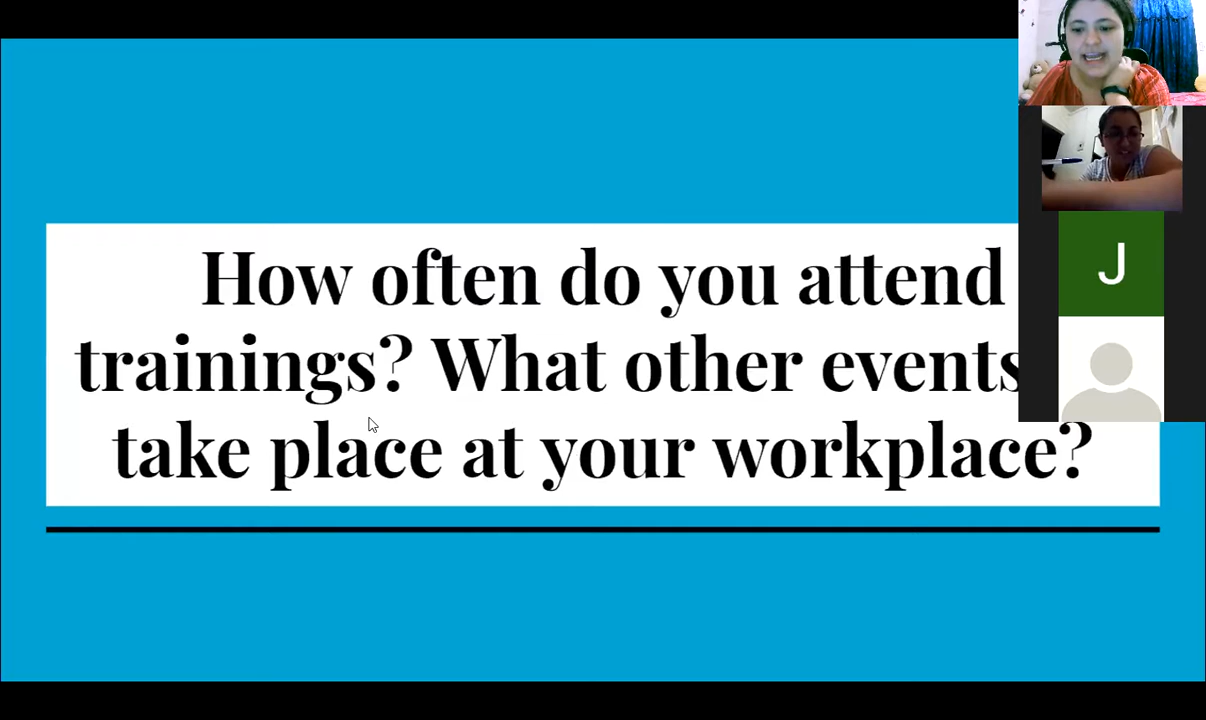 How often do you attend
trainings? What other events
take place at your workplace?
J